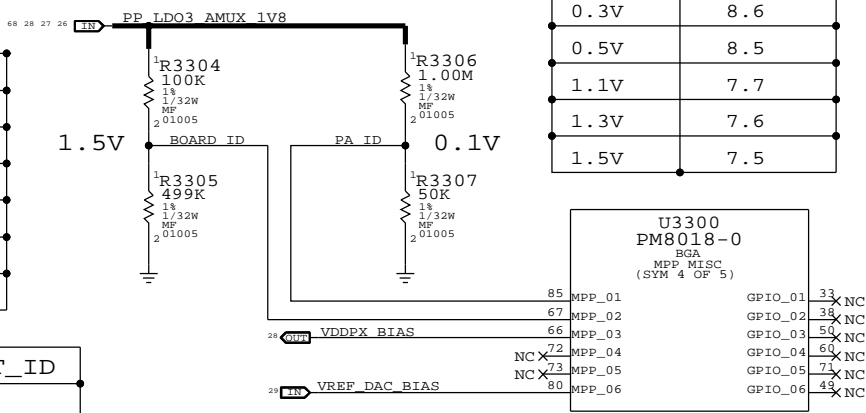 68 28 27 26 IN PP_LDO3_AMUX_1V8
0.3V 8.6
0.5V 8.5
1.1V 7.7
1.3V 7.6
1.5V 7.5
1
R3304
100K
1%
1/32W
MF
2 01005
1
R3306
1.00M
1%
1/32W
MF
2 01005
1.5V BOARD_ID PA_ID 0.1V
1
R3305
499K
1%
1/32W
MF
2 01005
1
R3307
50K
1%
1/32W
MF
2 01005
U3300
PM8018-0
BGA
MPP_MISC
(SYM 4 OF 5)
85 MPP_01 GPIO_01 33 NC
67 MPP_02 GPIO_02 38 NC
28 OUT VDDPX_BIAS 66 MPP_03 GPIO_03 50 NC
NC 72 MPP_04 GPIO_04 60 NC
NC 73 MPP_05 GPIO_05 71 NC
29 IN VREF_DAC_BIAS 80 MPP_06 GPIO_06 49 NC
T_ID